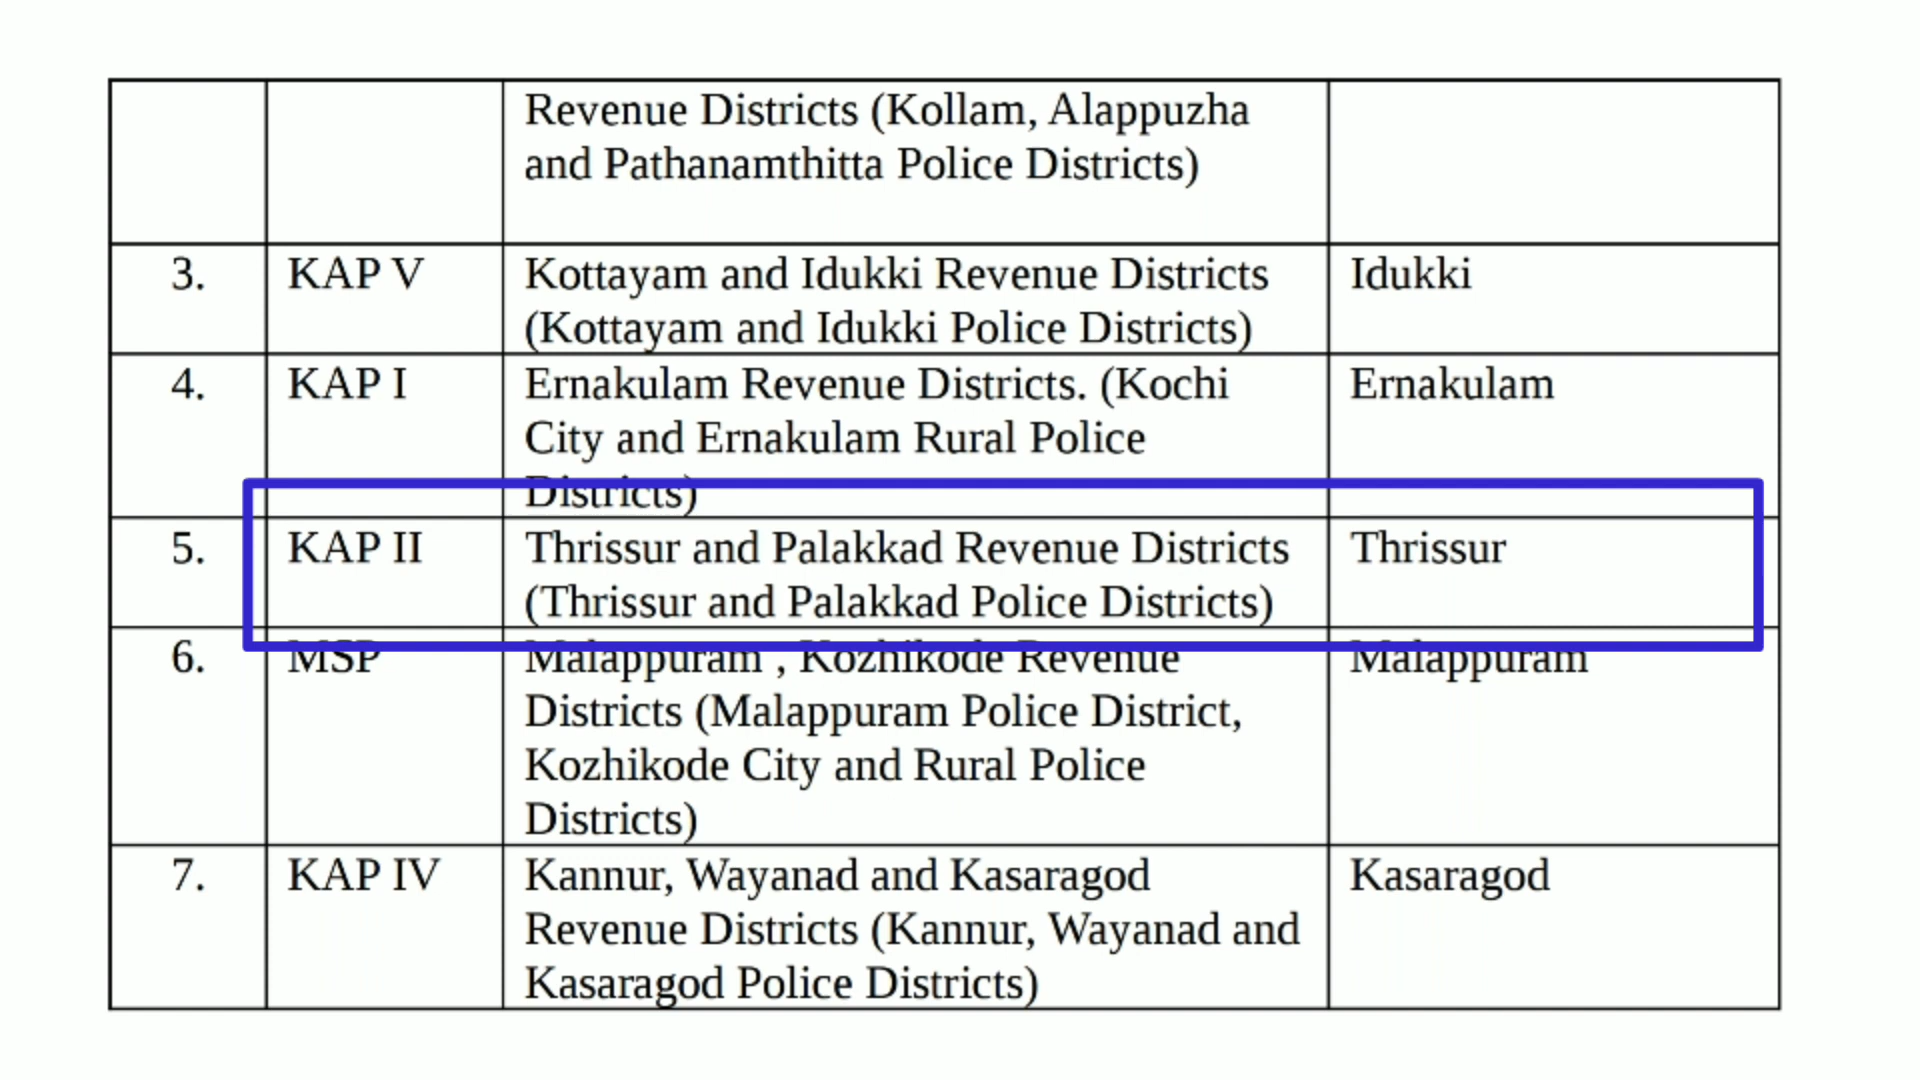 Revenue Districts (Kollam, Alappuzha
and Pathanamthitta Police Districts)
3. KAP V Kottayam and Idukki Revenue Districts Idukki
(Kottayam and Idukki Police Districts)
4. KAP I Ernakulam Revenue Districts. (Kochi Ernakulam
City and Ernakulam Rural Police
Districts)
5. KAP II Thrissur and Palakkad Revenue Districts Thrissur
(Thrissur and Palakkad Police Districts)
6. MSP Malappuram , Kozhikode Revenue Malappuram
Districts (Malappuram Police District,
Kozhikode City and Rural Police
Districts)
7. KAP IV Kannur, Wayanad and Kasaragod Kasaragod
Revenue Districts (Kannur, Wayanad and
Kasaragod Police Districts)